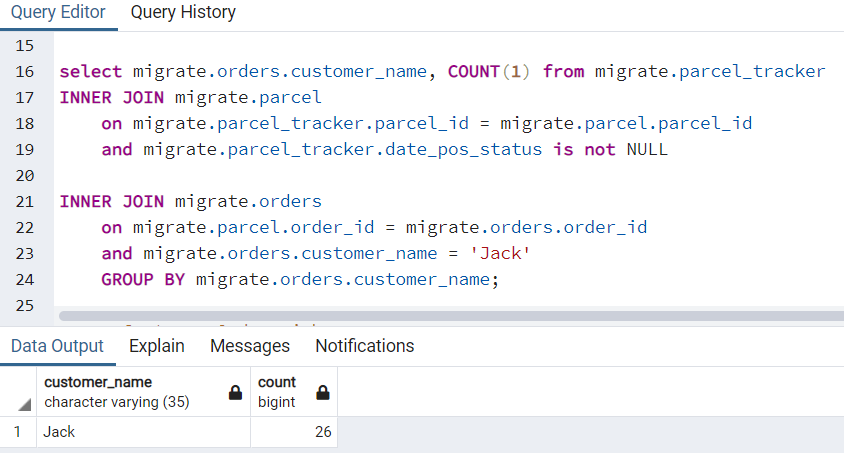 Query Editor Query History
15
16 select migrate.orders.customer_name, COUNT(1) from migrate.parcel_tracker
17 INNER JOIN migrate.parcel
18 on migrate.parcel_tracker.parcel_id = migrate.parcel.parcel_id
19 and migrate.parcel_tracker.date_pos_status is not NULL
20
21 INNER JOIN migrate.orders
22 on migrate.parcel.order_id = migrate.orders.order_id
23 and migrate.orders.customer_name = 'Jack'
24 GROUP BY migrate.orders.customer_name;
25
Data Output Explain Messages Notifications
customer_name count
character varying (35) bigint
1 Jack 26